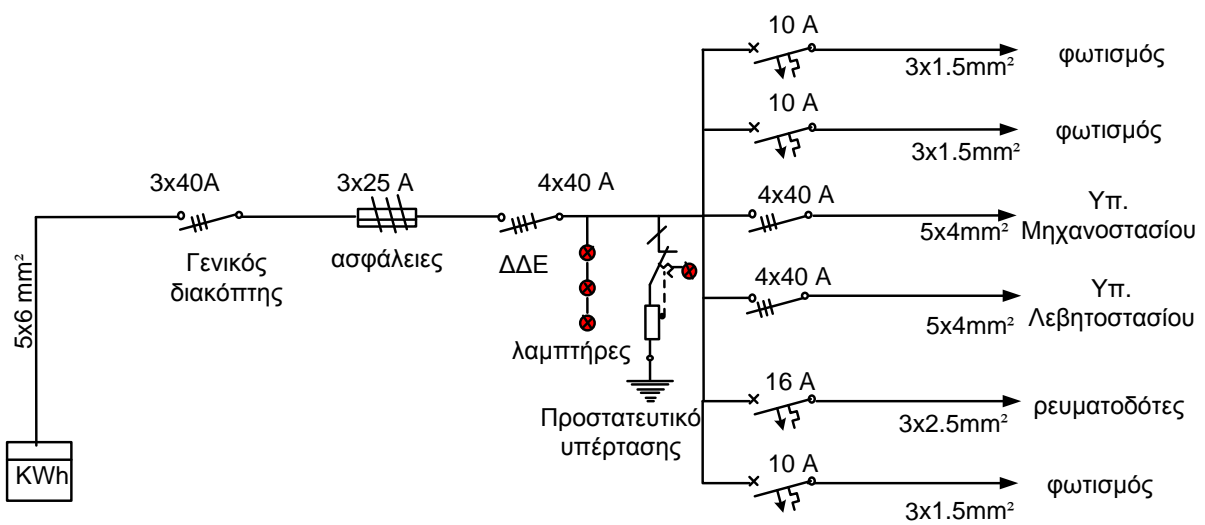 10 A
3x1.5mm²
φωτισμός
10 A
3x1.5mm²
φωτισμός
3x40A
3x25 A
4x40 A
4x40 A
5x4mm²
Υπ.
Μηχανοστασίου
Γενικός
διακόπτης
ασφάλειες
ΔΔΕ
4x40 A
5x4mm²
Υπ.
Λεβητοστασίου
5x6 mm²
λαμπτήρες
Προστατευτικό
υπέρτασης
16 A
3x2.5mm²
ρευματοδότες
KWh
10 A
3x1.5mm²
φωτισμός